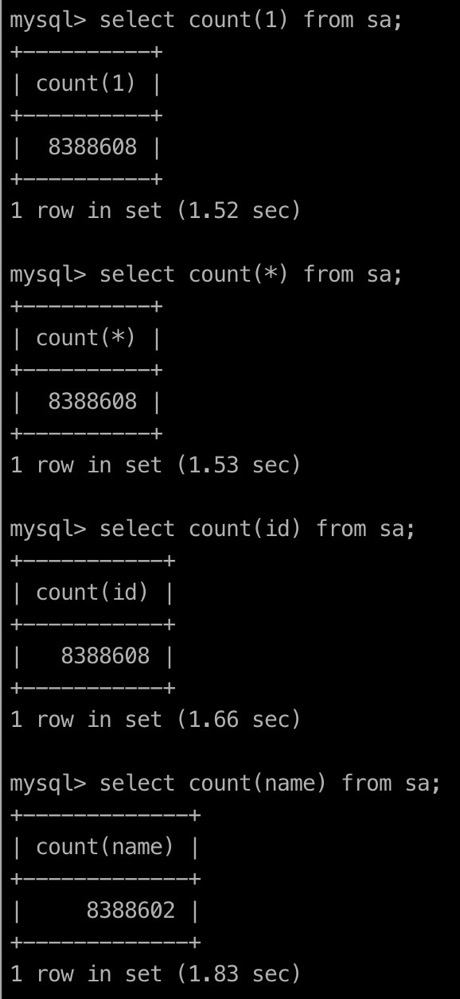 mysql> select count(1) from sa;
+----------+
| count(1) |
+----------+
|  8388608 |
+----------+
1 row in set (1.52 sec)

mysql> select count(*) from sa;
+----------+
| count(*) |
+----------+
|  8388608 |
+----------+
1 row in set (1.53 sec)

mysql> select count(id) from sa;
+-----------+
| count(id) |
+-----------+
|   8388608 |
+-----------+
1 row in set (1.66 sec)

mysql> select count(name) from sa;
+-------------+
| count(name) |
+-------------+
|     8388602 |
+-------------+
1 row in set (1.83 sec)